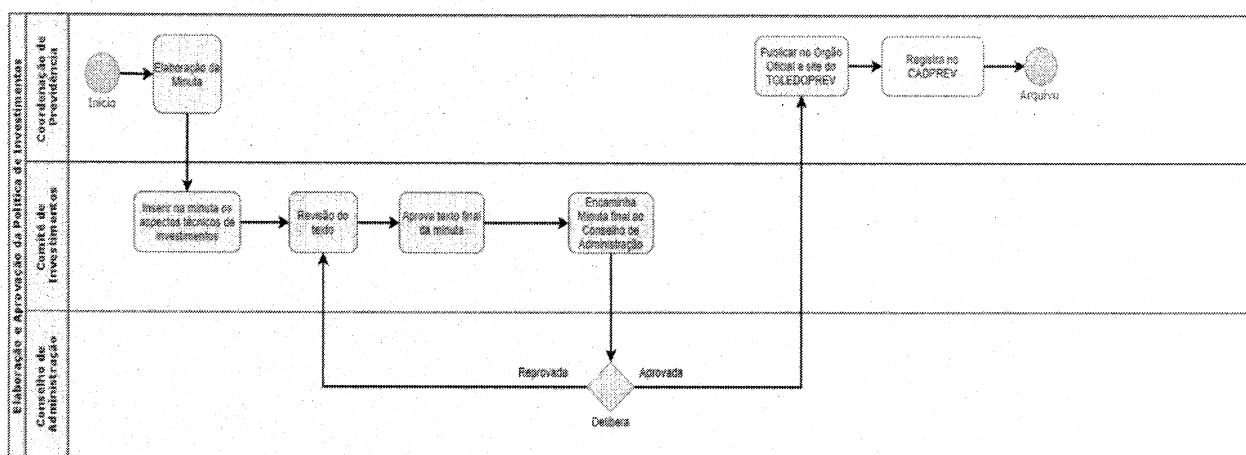 Elaboração e Aprovação da Política de Investimentos
Coordenação de
Previdência
Início
Elaboração da
Minuta
Publicar no Órgão
Oficial e site do
TOLEDOPREV
Registra no
CADPREV
Arquivo
Comitê de
Investimentos
Inserir na minuta os
aspectos técnicos de
investimentos
Revisão do
texto
Aprova texto final
da minuta
Encaminha
Minuta final ao
Conselho de
Administração
Conselho de
Administração
Reprovada
Aprovada
Delibera